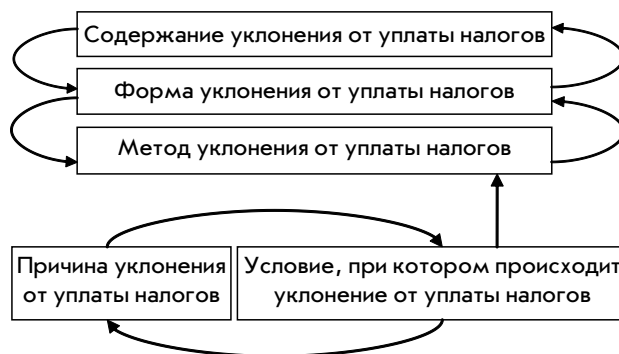 Содержание уклонения от уплаты налогов
Форма уклонения от уплаты налогов
Метод уклонения от уплаты налогов
Причина уклонения
от уплаты налогов
Условие, при котором происходит
уклонение от уплаты налогов